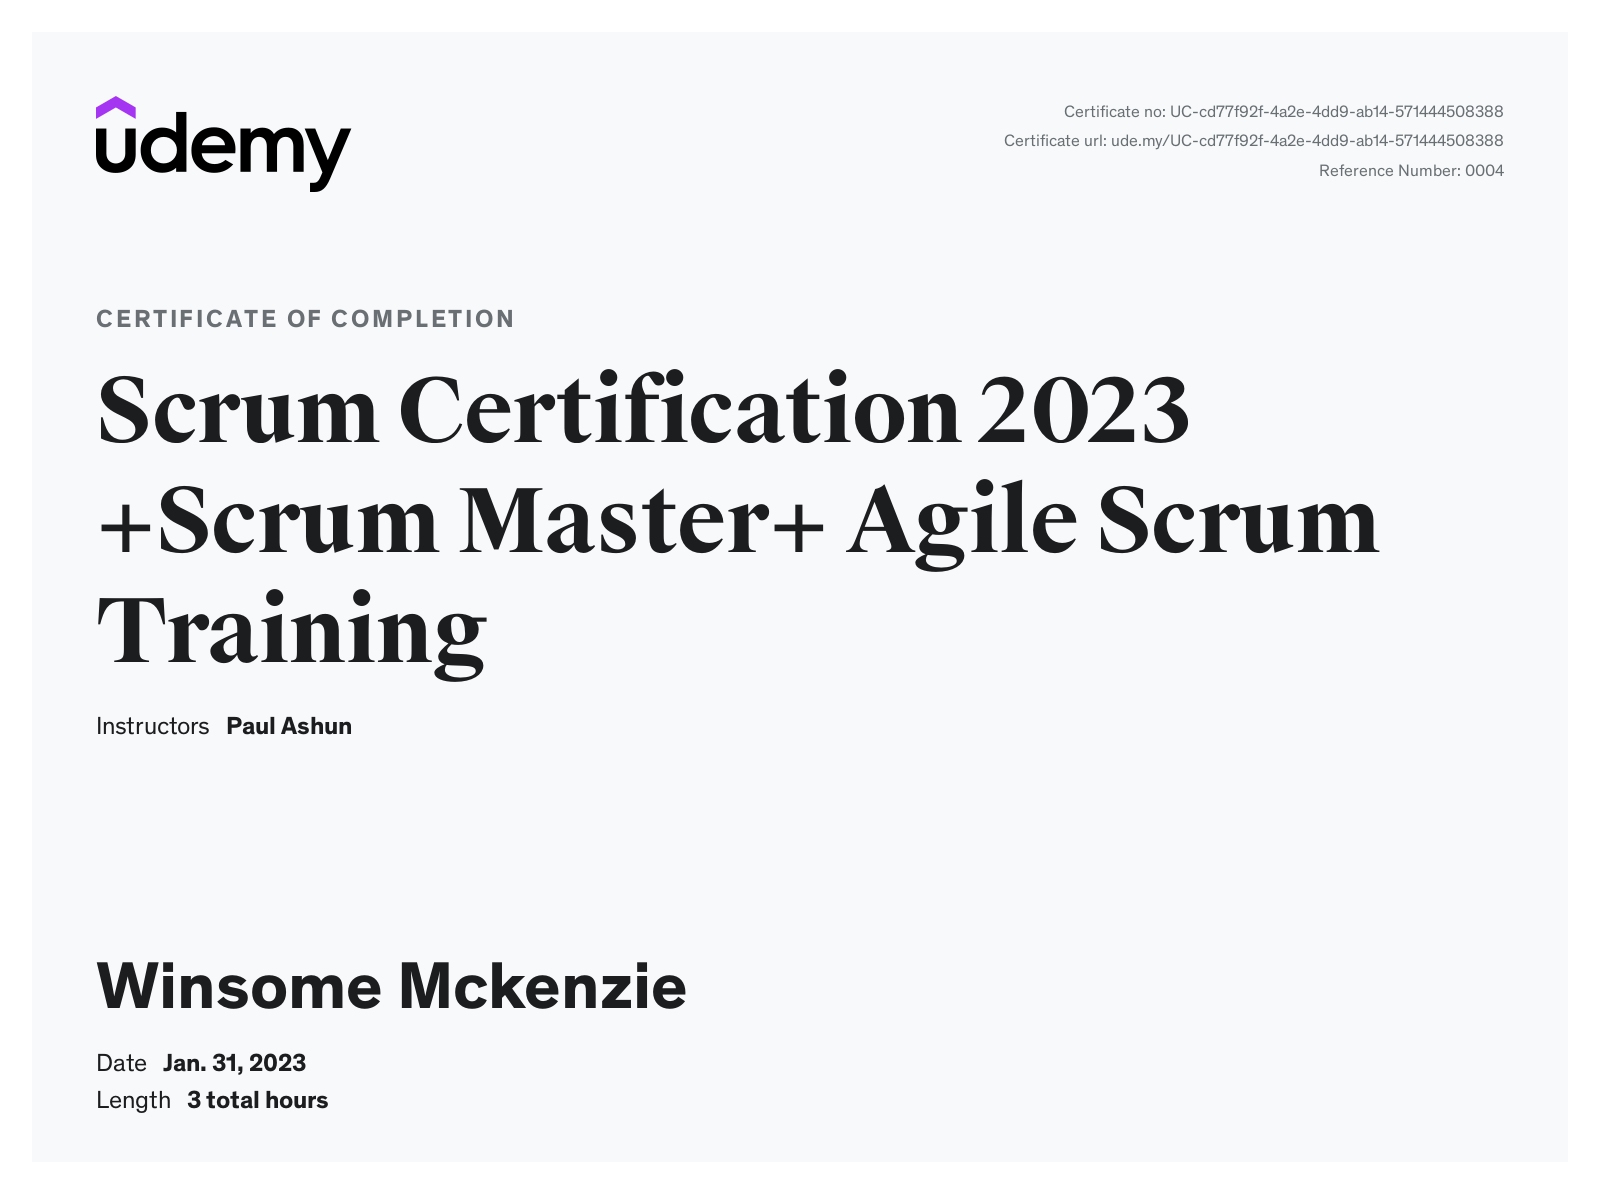 udemy
Certificate no: UC-cd77f92f-4a2e-4dd9-ab14-571444508388
Certificate url: ude.my/UC-cd77f92f-4a2e-4dd9-ab14-571444508388
Reference Number: 0004
CERTIFICATE OF COMPLETION
Scrum Certification 2023
+Scrum Master+ Agile Scrum
Training
Instructors Paul Ashun
Winsome Mckenzie
Date Jan. 31, 2023
Length 3 total hours